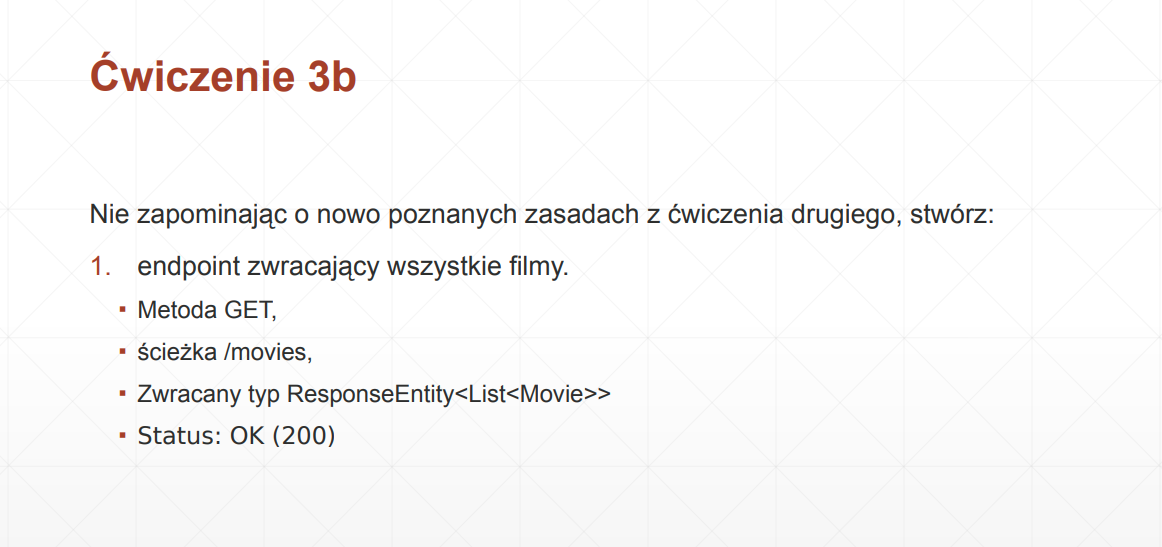 Ćwiczenie 3b
Nie zapominając o nowo poznanych zasadach z ćwiczenia drugiego, stwórz:
1. endpoint zwracający wszystkie filmy.
▪ Metoda GET,
▪ ścieżka /movies,
▪ Zwracany typ ResponseEntity<List<Movie>>
▪ Status: OK (200)